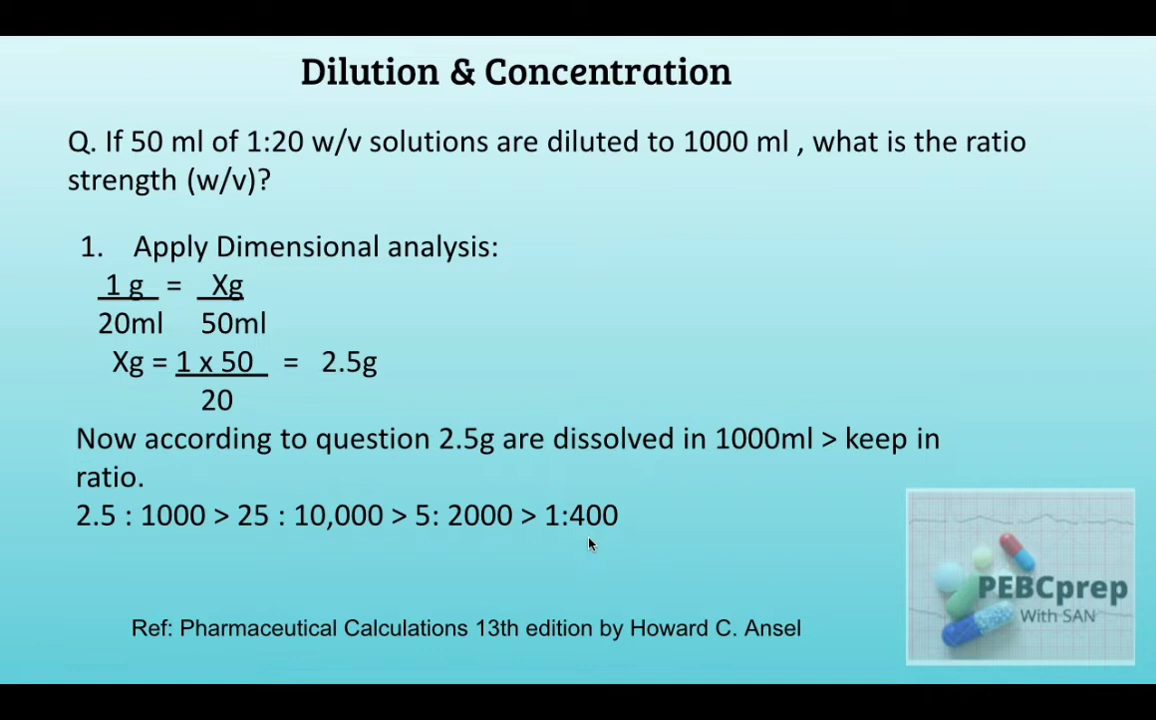 Dilution & Concentration
Q. If 50 ml of 1:20 w/v solutions are diluted to 1000 ml , what is the ratio
strength (w/v)?
1. Apply Dimensional analysis:
1 g = Xg
20ml 50ml
Xg = 1 x 50 = 2.5g
20
Now according to question 2.5g are dissolved in 1000ml > keep in
ratio.
2.5 : 1000 > 25 : 10,000 > 5: 2000 > 1:400
PEBCprep
With SAN
Ref: Pharmaceutical Calculations 13th edition by Howard C. Ansel